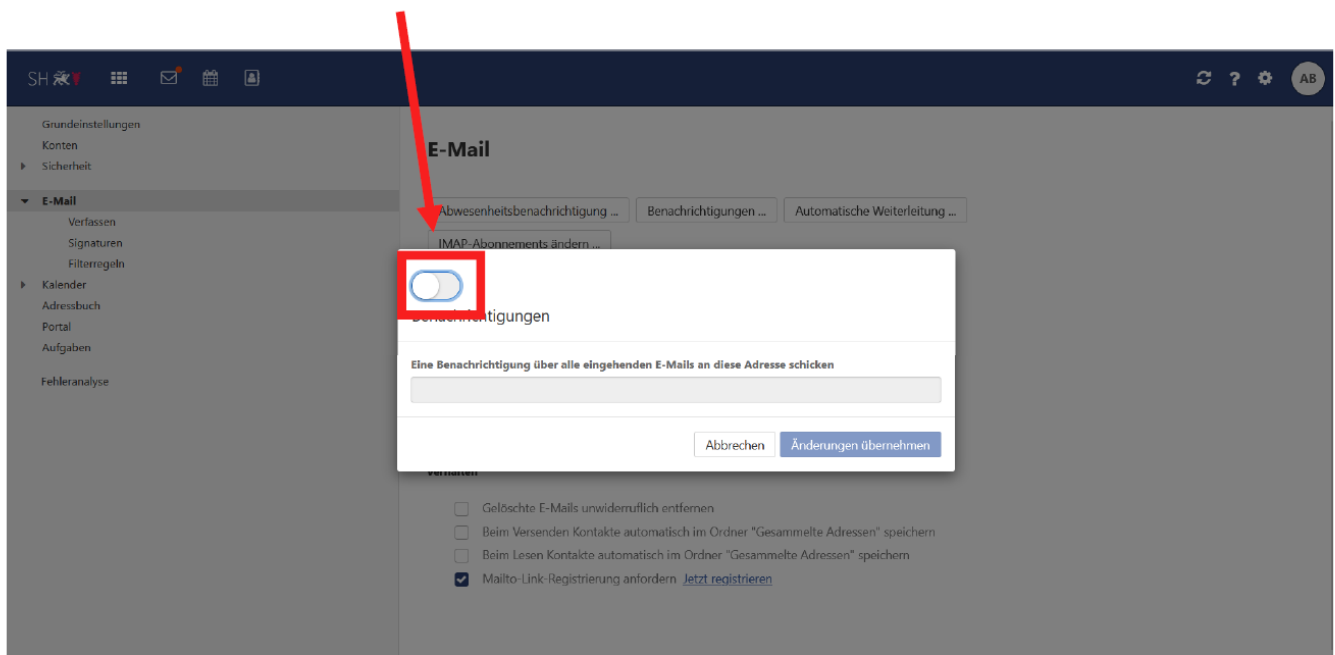 SH
AB
Grundeinstellungen
Konten
Sicherheit
E-Mail
Verfassen
Signaturen
Filterregeln
Kalender
Adressbuch
Portal
Aufgaben
Fehleranalyse
E-Mail
Abwesenheitsbenachrichtigung ...
Benachrichtigungen ...
Automatische Weiterleitung ...
IMAP-Abonnements ändern ...
Benachrichtigungen
Eine Benachrichtigung über alle eingehenden E-Mails an diese Adresse schicken
Abbrechen
Änderungen übernehmen
Verhalten
Gelöschte E-Mails unwiderruflich entfernen
Beim Versenden Kontakte automatisch im Ordner "Gesammelte Adressen" speichern
Beim Lesen Kontakte automatisch im Ordner "Gesammelte Adressen" speichern
Mailto-Link-Registrierung anfordern Jetzt registrieren